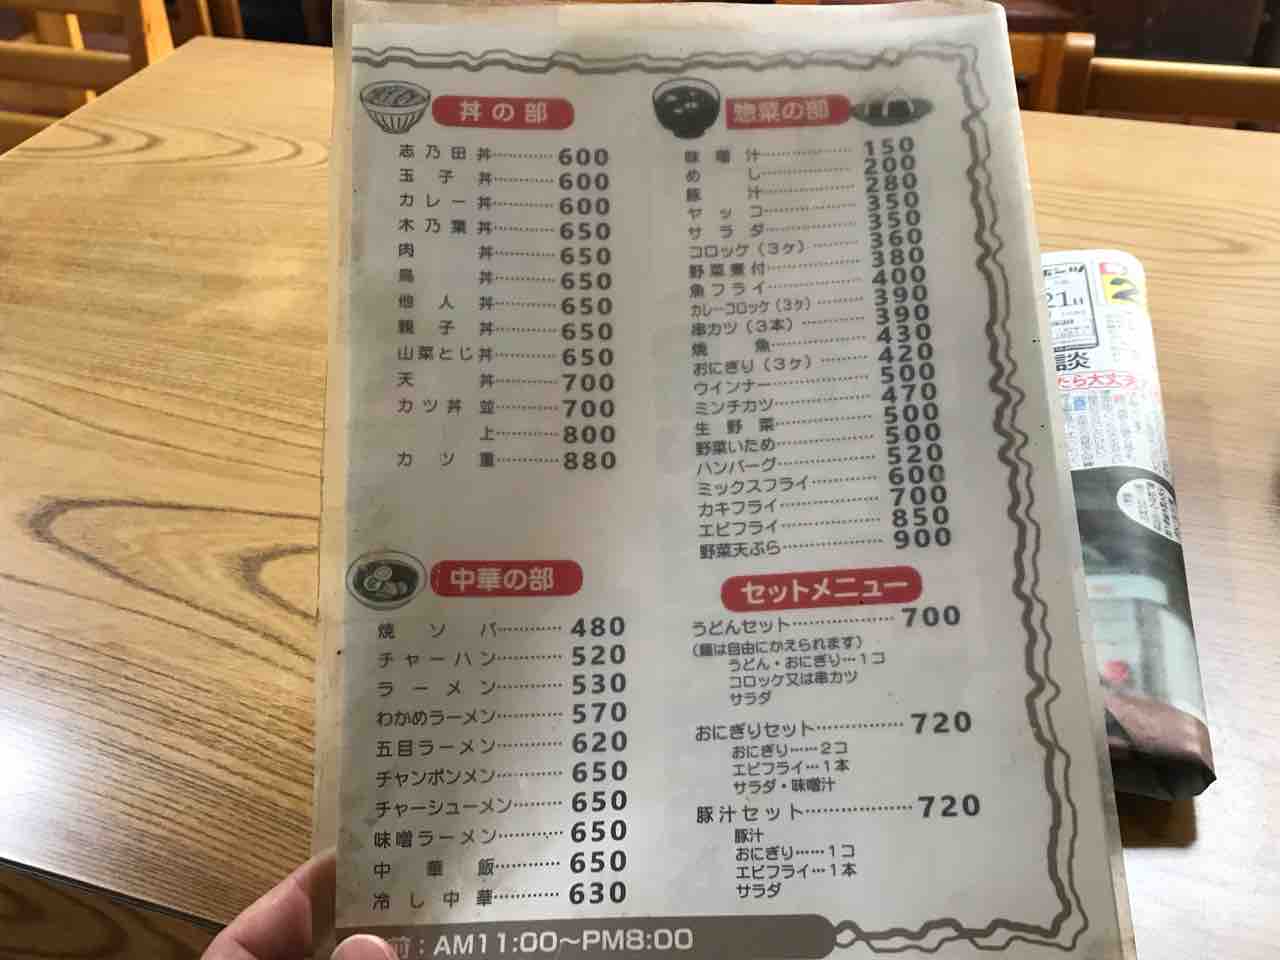 丼の部
志乃田丼…………600
玉子丼…………600
カレー丼…………600
木乃葉丼…………650
肉丼…………650
鳥丼…………650
他人丼…………650
親子丼…………650
山菜とじ丼…………650
天丼…………700
カツ丼並…………700
上…………800
カツ重…………880
中華の部
焼ソバ…………480
チャーハン…………520
ラーメン…………530
わかめラーメン…………570
五目ラーメン…………620
チャンポンメン…………650
チャーシューメン…………650
味噌ラーメン…………650
中華飯…………650
冷し中華…………630
惣菜の部
味噌汁…………150
めし…………200
豚汁…………280
ヤッコ…………350
サラダ…………350
コロッケ(3ヶ)…………360
野菜煮付…………380
魚フライ…………400
カレーコロッケ(3ヶ)…………390
串カツ(3本)…………390
焼魚…………430
おにぎり(3ヶ)…………420
ウインナー…………500
ミンチカツ…………470
生野菜…………500
野菜いため…………500
ハンバーグ…………520
ミックスフライ…………600
カキフライ…………700
エビフライ…………850
野菜天ぷら…………900
セットメニュー
うどんセット…………700
(麺は自由にかえられます)
うどん・おにぎり…1コ
コロッケ又は串カツ
サラダ
おにぎりセット…………720
おにぎり……2コ
エビフライ…1本
サラダ・味噌汁
豚汁セット…………720
豚汁
おにぎり……1コ
エビフライ…1本
サラダ
前:AM11:00〜PM8:00
21日
談
たら大丈夫